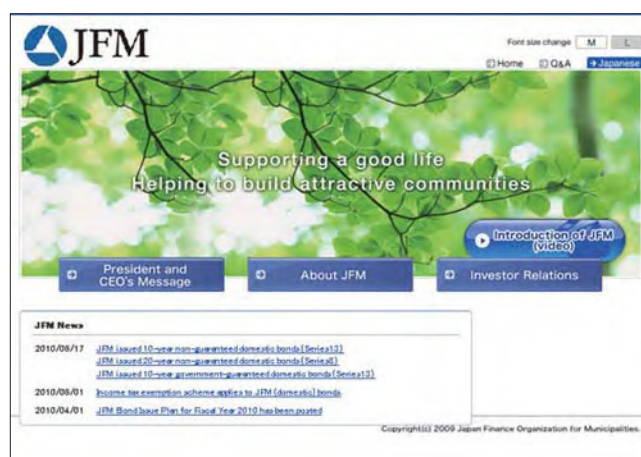 JFM
Font size change M L
Home Q&A Japanese
Supporting a good life
Helping to build attractive communities
Introduction of JFM
(video)
President and
CEO's Message
About JFM
Investor Relations
JFM News
2010/06/17 JFM issued 10-year non-guaranteed domestic bonds (Series13)
JFM issued 20-year non-guaranteed domestic bonds (Series8)
JFM issued 10-year government-guaranteed domestic bonds (Series13)
Income tax exemption scheme applies to JFM (domestic) bonds
2010/04/01 JFM Bond Issue Plan for Fiscal Year 2010 has been posted
Copyright(c) 2009 Japan Finance Organization for Municipalities.